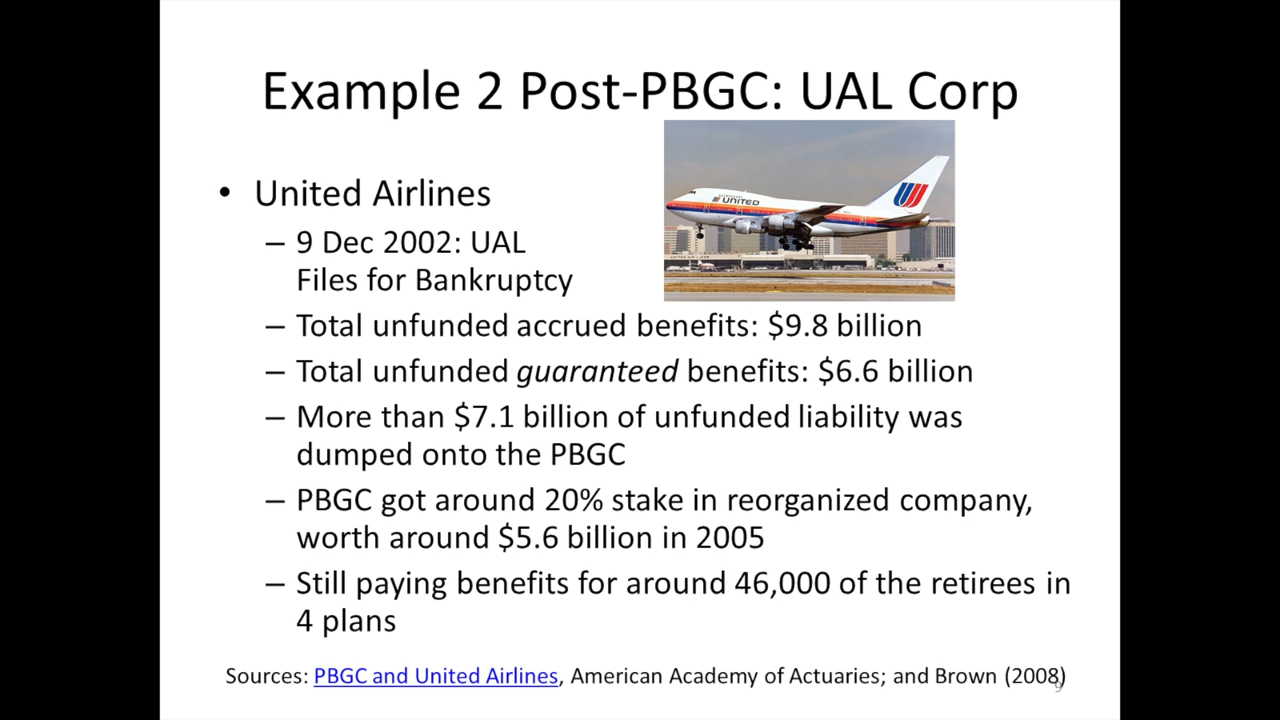 Example 2 Post-PBGC: UAL Corp
UNITED
• United Airlines
– 9 Dec 2002: UAL
Files for Bankruptcy
– Total unfunded accrued benefits: $9.8 billion
– Total unfunded guaranteed benefits: $6.6 billion
– More than $7.1 billion of unfunded liability was
dumped onto the PBGC
– PBGC got around 20% stake in reorganized company,
worth around $5.6 billion in 2005
– Still paying benefits for around 46,000 of the retirees in
4 plans
Sources: PBGC and United Airlines, American Academy of Actuaries; and Brown (2008)
9